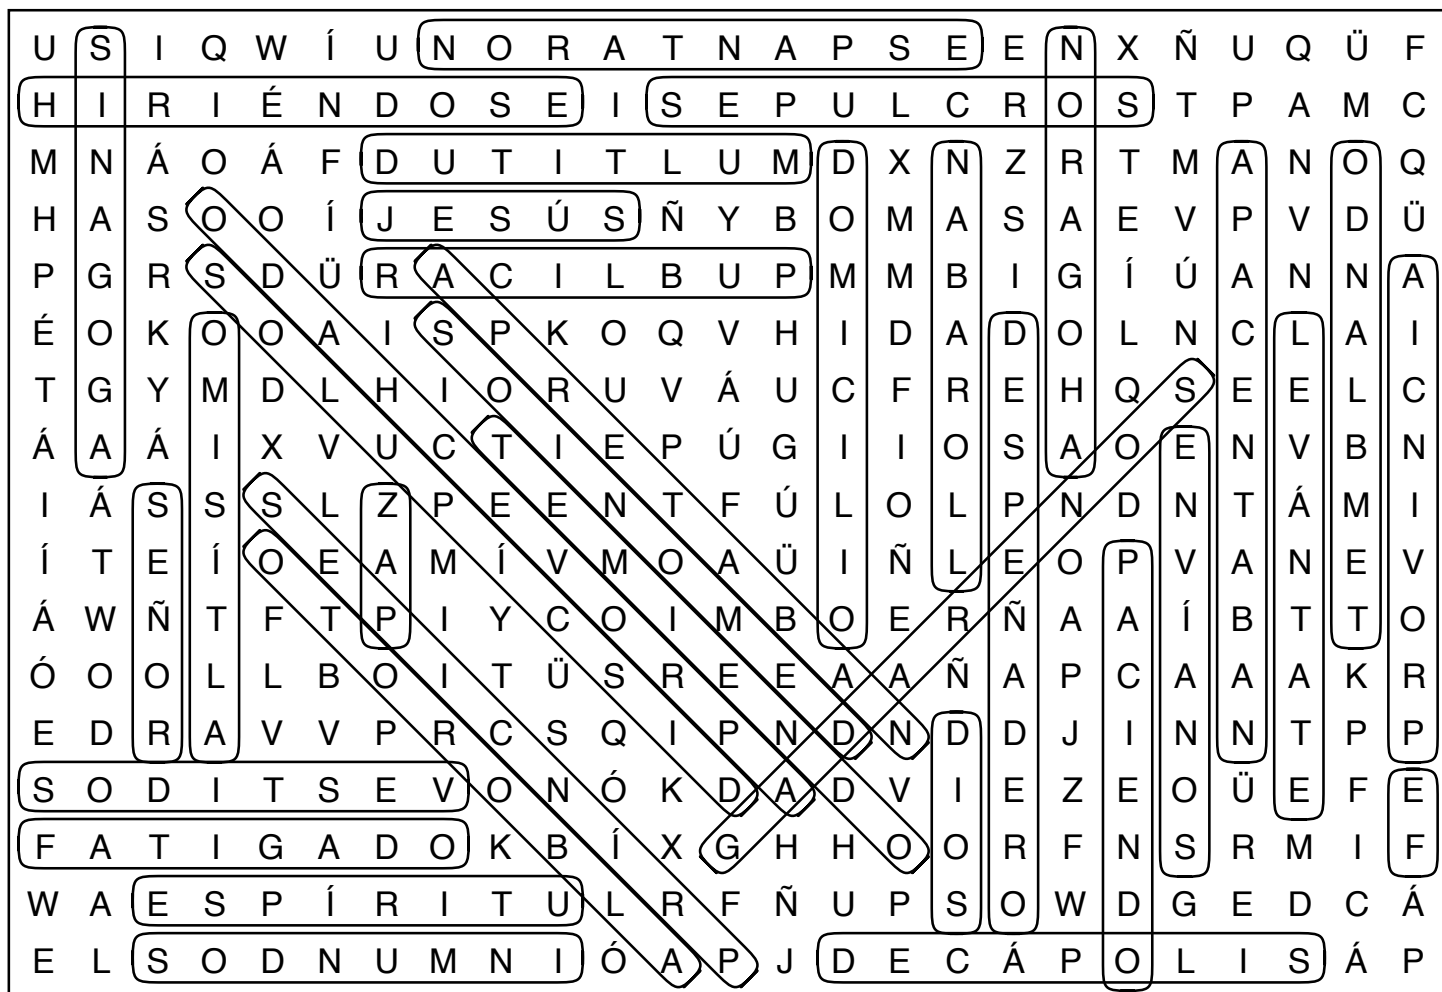 U S I Q W Í U N O R A T N A P S E E N X Ñ U Q Ü F
H I R I É N D O S E I S E P U L C R O S T P A M C
M N Á O Á F D U T I T L U M D X N Z R T M A N O Q
H A S O O Í J E S Ú S Ñ Y B O M A S A E V P V D Ü
P G R S D Ü R A C I L B U P M M B I G Í Ú A N N A
É O K O O A I S P K O Q V H I D A D O L N C L A I
T G Y M D L H I O R U V Á U C F R E H Q S E E L C
Á A Á I X V U C T I E P Ú G I I O S A O E N V B N
I Á S S S L Z P E E N T F Ú L O L P N D N T Á M I
Í T E Í O E A M Í V M O A Ü I Ñ L E O P V A N E V
Á W Ñ T F T P I Y C O I M B O E R Ñ A A Í B T T O
Ó O O L L B O I T Ü S R E E A A Ñ A P C A A A K R
E D R A V V P R C S Q I P N D N D D J I N N T P P
S O D I T S E V O N Ó K D A D V I E Z E O Ü E F E
F A T I G A D O K B Í X G H H O O R F N S R M I F
W A E S P Í R I T U L R F Ñ U P S O W D G E D C Á
E L S O D N U M N I Ó A P J D E C Á P O L I S Á P